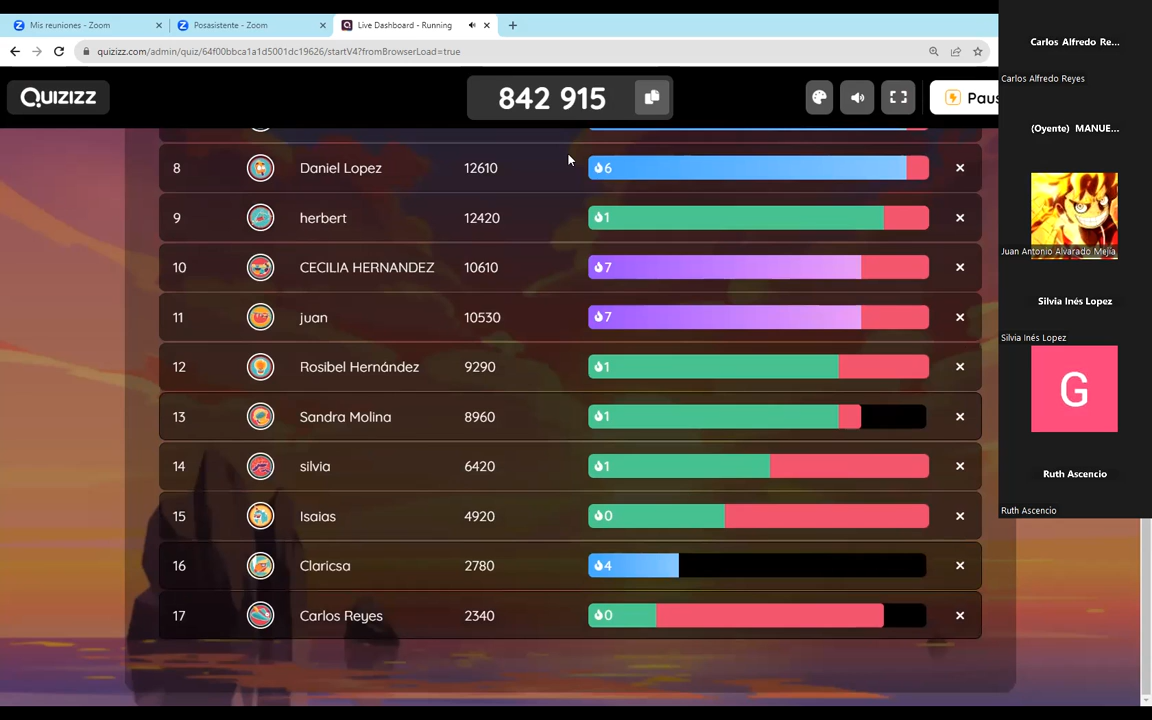 Mis reuniones - Zoom
Posasistente - Zoom
Live Dashboard - Running
quizizz.com/admin/quiz/64f00bbca1a1d5001dc19626/startV4?fromBrowserLoad=true
Quizizz
842 915
Paus
8 Daniel Lopez 12610 6
9 herbert 12420 1
10 CECILIA HERNANDEZ 10610 7
11 juan 10530 7
12 Rosibel Hernández 9290 1
13 Sandra Molina 8960 1
14 silvia 6420 1
15 Isaias 4920 0
16 Claricsa 2780 4
17 Carlos Reyes 2340 0
Carlos Alfredo Re...
Carlos Alfredo Reyes
(Oyente) MANUE...
Juan Antonio Alvarado Mejía
Silvia Inés Lopez
Silvia Inés Lopez
G
Ruth Ascencio
Ruth Ascencio